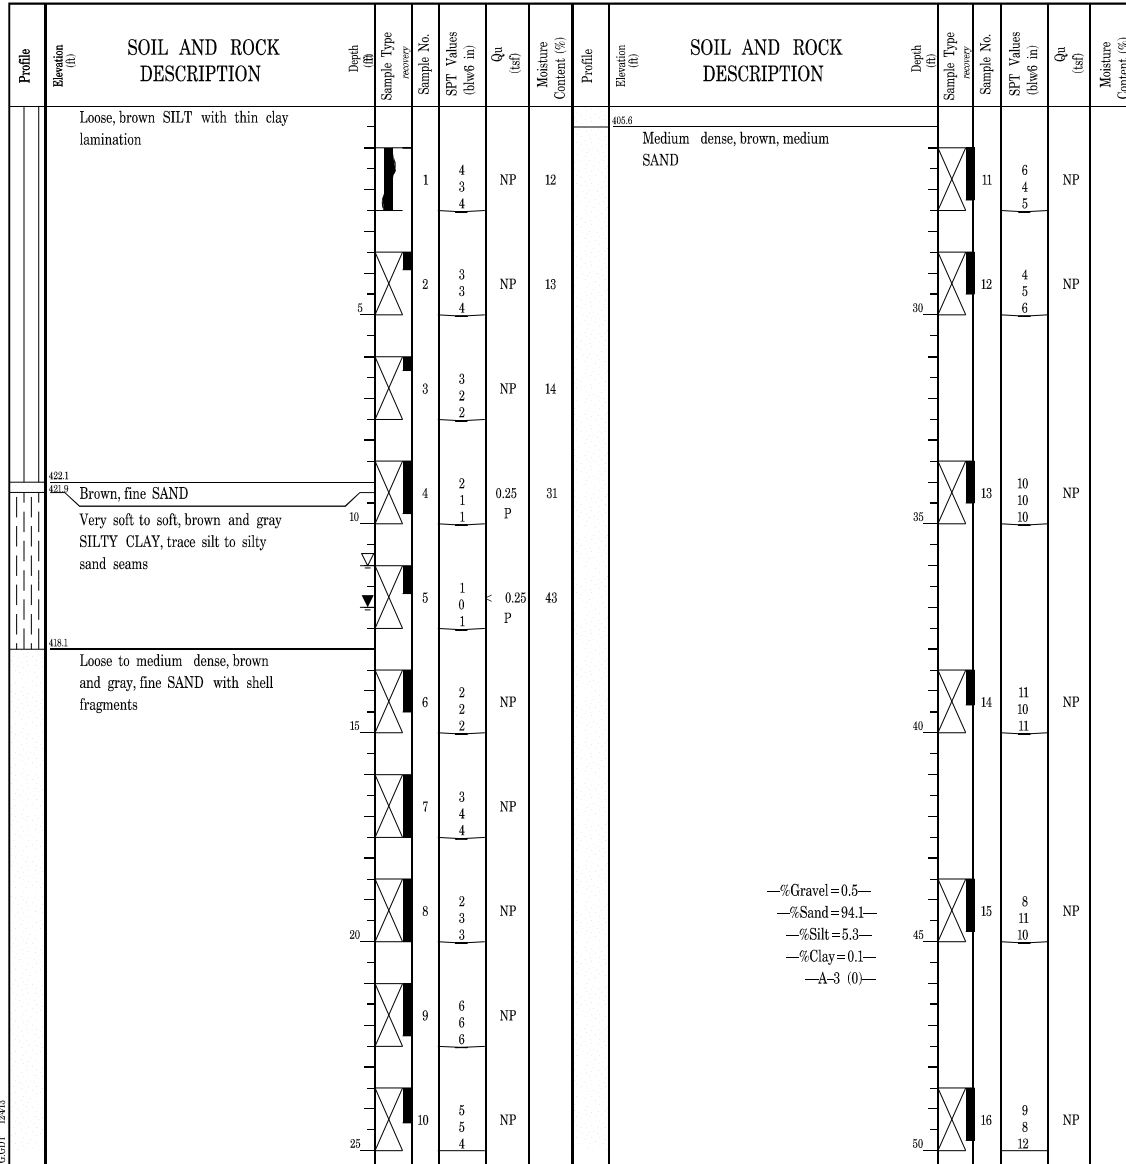 Profile
Elevation
(ft)
SOIL AND ROCK
DESCRIPTION
Depth
(ft)
Sample Type
recovery
Sample No.
SPT Values
(blw/6 in)
Qu
(tsf)
Moisture
Content (%)
Profile
Elevation
(ft)
SOIL AND ROCK
DESCRIPTION
Depth
(ft)
Sample Type
recovery
Sample No.
SPT Values
(blw/6 in)
Qu
(tsf)
Moisture
Content (%)
Loose, brown SILT with thin clay
lamination
1
4
3
4
NP
12
2
3
3
4
NP
13
5
3
3
2
2
NP
14
422.1
421.9
Brown, fine SAND
4
2
1
1
0.25
P
31
10
Very soft to soft, brown and gray
SILTY CLAY, trace silt to silty
sand seams
5
1
0
1
< 0.25
P
43
418.1
Loose to medium dense, brown
and gray, fine SAND with shell
fragments
6
2
2
2
NP
15
7
3
4
4
NP
8
2
3
3
NP
20
9
6
6
6
NP
10
5
5
4
NP
25
405.6
Medium dense, brown, medium
SAND
11
6
4
5
NP
12
4
5
6
NP
30
13
10
10
10
NP
35
14
11
10
11
NP
40
—%Gravel=0.5—
—%Sand=94.1—
—%Silt=5.3—
—%Clay=0.1—
—A-3 (0)—
15
8
11
10
NP
45
16
9
8
12
NP
50